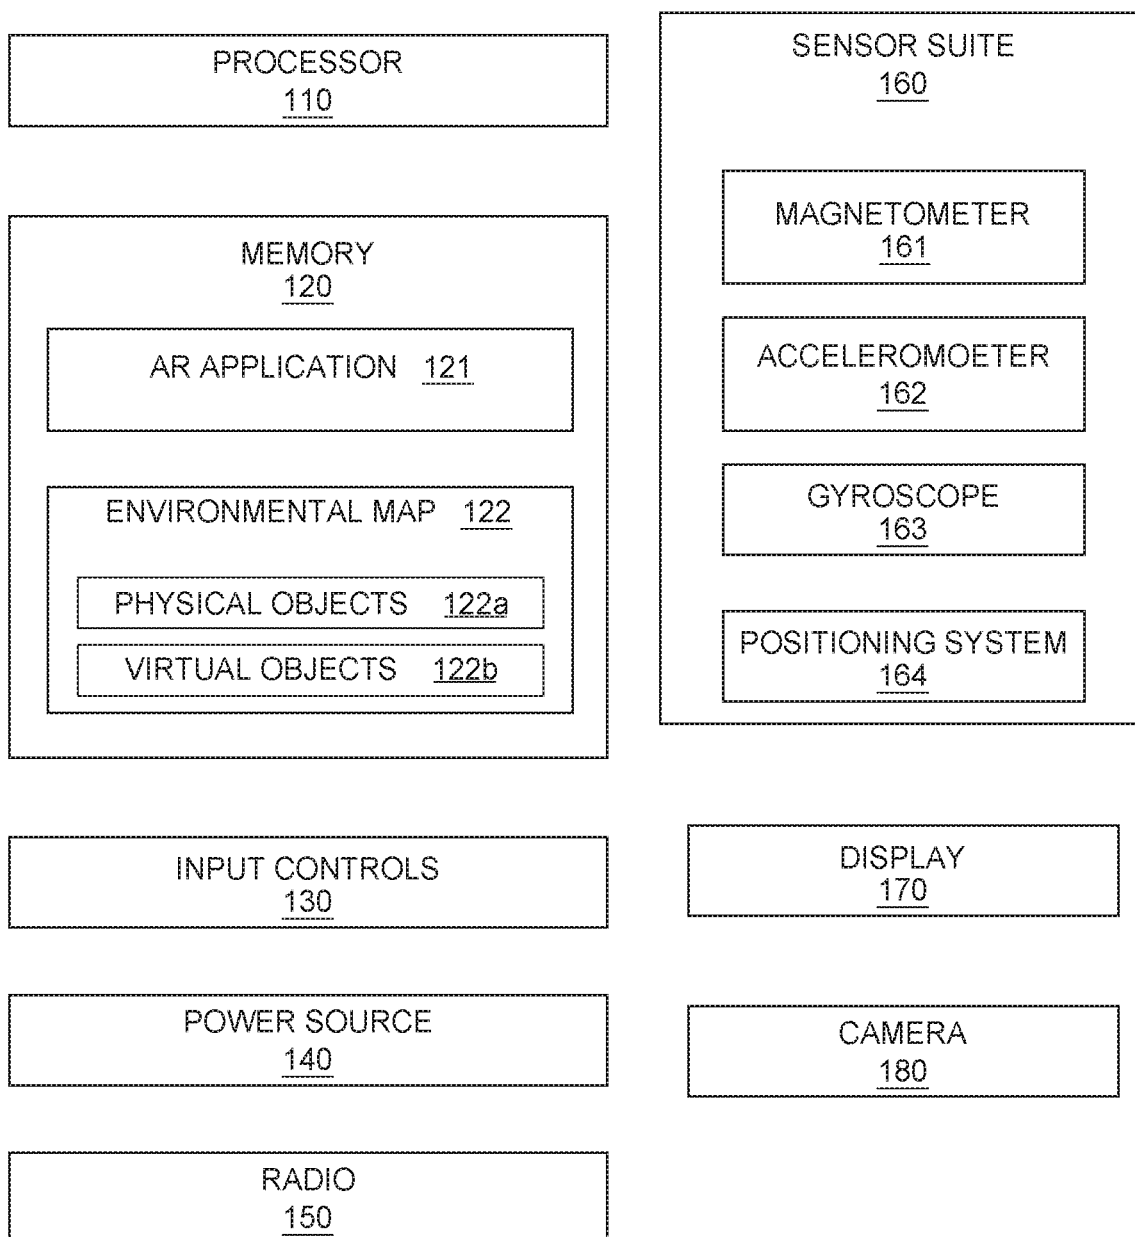 PROCESSOR
110
MEMORY
120
AR APPLICATION 121
ENVIRONMENTAL MAP 122
PHYSICAL OBJECTS 122a
VIRTUAL OBJECTS 122b
INPUT CONTROLS
130
POWER SOURCE
140
RADIO
150
SENSOR SUITE
160
MAGNETOMETER
161
ACCELEROMOETER
162
GYROSCOPE
163
POSITIONING SYSTEM
164
DISPLAY
170
CAMERA
180